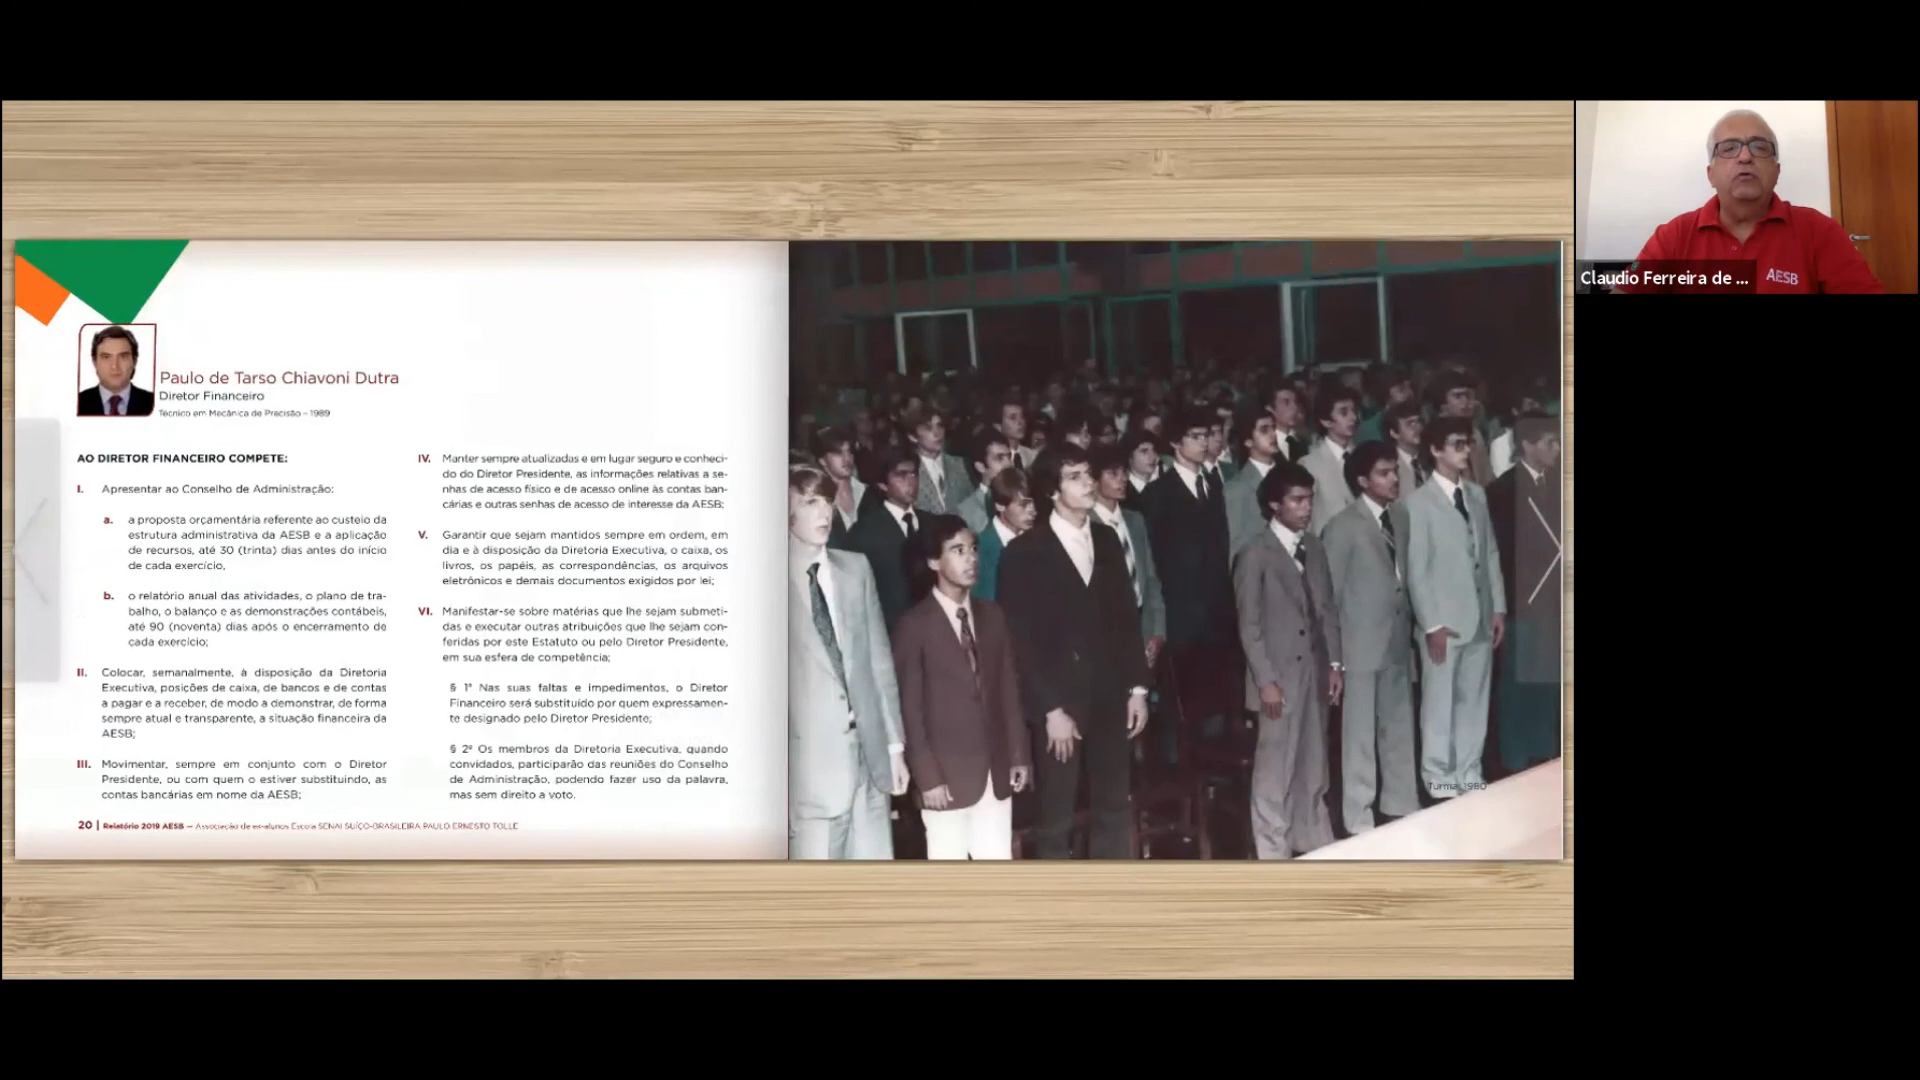 Paulo de Tarso Chiavoni Dutra
Diretor Financeiro
Técnico em Mecânica de Precisão – 1989
AO DIRETOR FINANCEIRO COMPETE:
I. Apresentar ao Conselho de Administração:
a. a proposta orçamentária referente ao custeio da
estrutura administrativa da AESB e a aplicação
de recursos, até 30 (trinta) dias antes do início
de cada exercício,
b. o relatório anual das atividades, o plano de tra-
balho, o balanço e as demonstrações contábeis,
até 90 (noventa) dias após o encerramento de
cada exercício;
II. Colocar, semanalmente, à disposição da Diretoria
Executiva, posições de caixa, de bancos e de contas
a pagar e a receber, de modo a demonstrar, de forma
sempre atual e transparente, a situação financeira da
AESB;
III. Movimentar, sempre em conjunto com o Diretor
Presidente, ou com quem o estiver substituindo, as
contas bancárias em nome da AESB;
IV. Manter sempre atualizadas e em lugar seguro e conheci-
do do Diretor Presidente, as informações relativas a se-
nhas de acesso físico e de acesso online às contas ban-
cárias e outras senhas de acesso de interesse da AESB;
V. Garantir que sejam mantidos sempre em ordem, em
dia e à disposição da Diretoria Executiva, o caixa, os
livros, os papéis, as correspondências, os arquivos
eletrônicos e demais documentos exigidos por lei;
VI. Manifestar-se sobre matérias que lhe sejam submeti-
das e executar outras atribuições que lhe sejam con-
feridas por este Estatuto ou pelo Diretor Presidente,
em sua esfera de competência;
§ 1º Nas suas faltas e impedimentos, o Diretor
Financeiro será substituído por quem expressamen-
te designado pelo Diretor Presidente;
§ 2º Os membros da Diretoria Executiva, quando
convidados, participarão das reuniões do Conselho
de Administração, podendo fazer uso da palavra,
mas sem direito a voto.
20 | Relatório 2019 AESB — Associação de ex-alunos Escola SENAI SUÍÇO-BRASILEIRA PAULO ERNESTO TOLLE
Turma 1980
Claudio Ferreira de ...
AESB